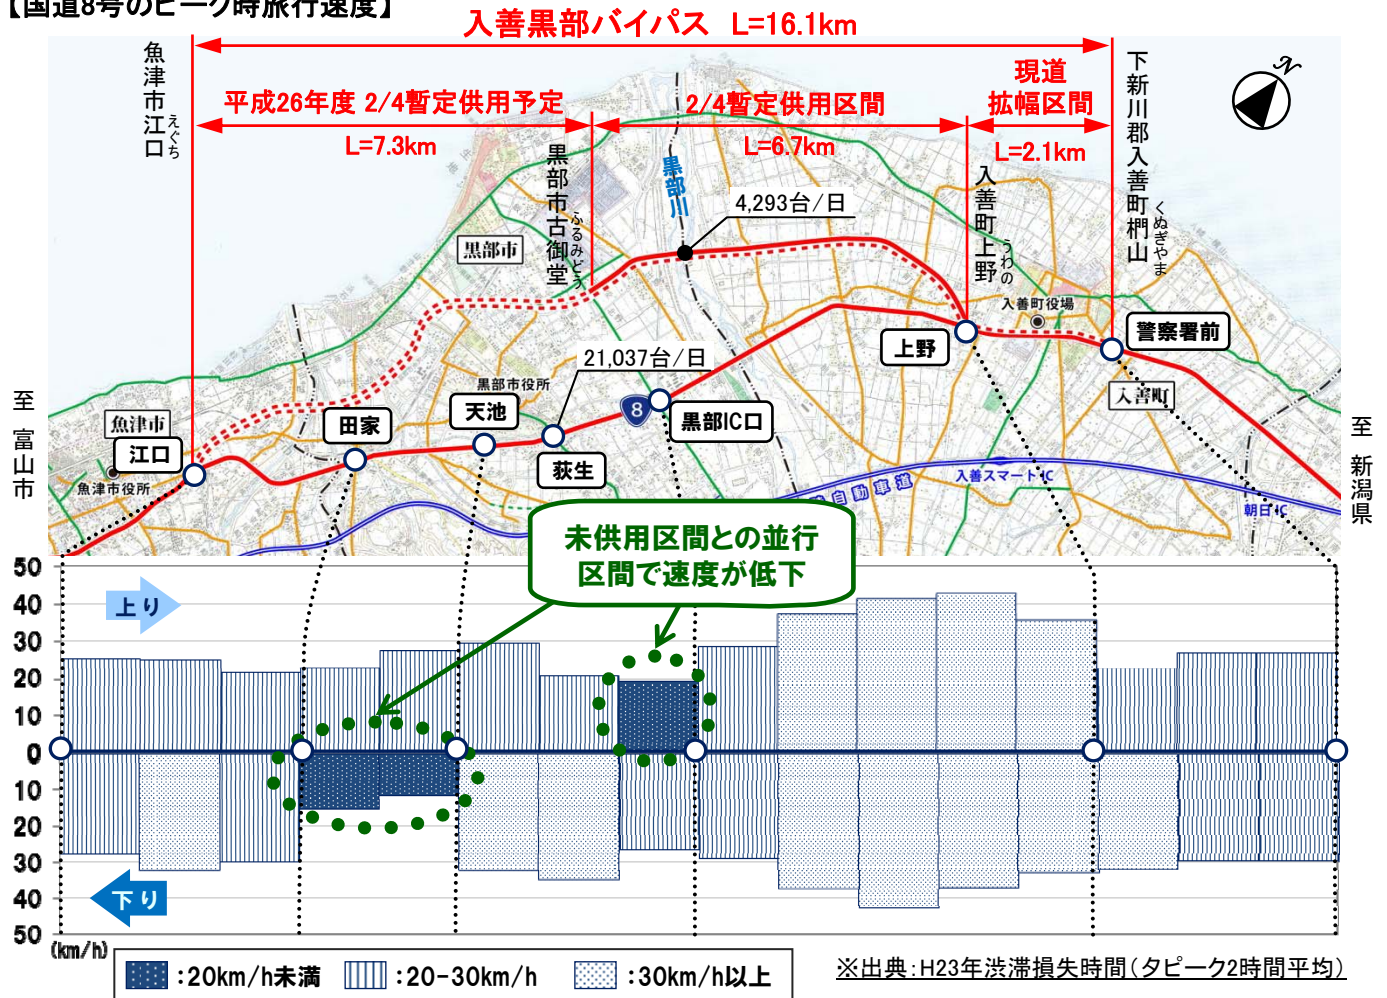 【国道8号のピーク時旅行速度】
入善黒部バイパス L=16.1km
魚津市江口
えぐち
平成26年度 2/4暫定供用予定
L=7.3km
2/4暫定供用区間
L=6.7km
現道
拡幅区間
L=2.1km
下新川郡入善町椚山
くぬぎやま
N
黒部市古御堂
ふるみどう
黒部川
4,293台/日
入善町上野
うわの
黒部市
入善町役場
上野
警察署前
入善町
21,037台/日
黒部市役所
天池
8
黒部IC口
田家
荻生
魚津市
江口
魚津市役所
至 富山市
至 新潟県
自動車道
入善スマートIC
朝日IC
未供用区間との並行
区間で速度が低下
上り
下り
50
40
30
20
10
0
10
20
30
40
50
(km/h)
:20km/h未満
:20-30km/h
:30km/h以上
※出典:H23年渋滞損失時間(夕ピーク2時間平均)